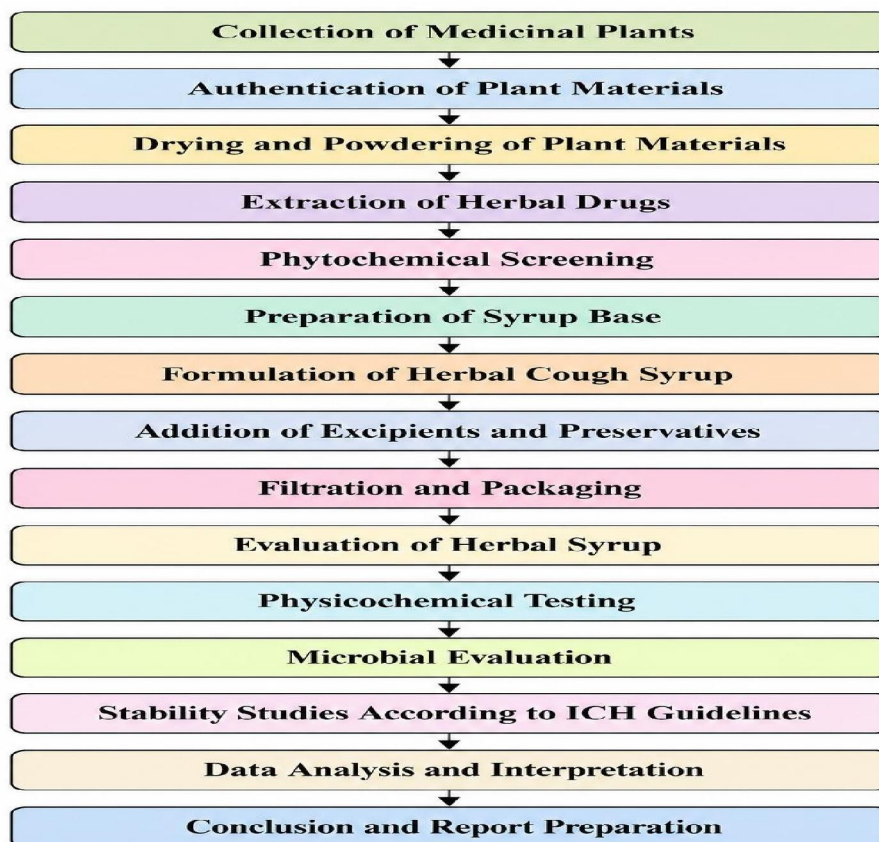 Collection of Medicinal Plants
Authentication of Plant Materials
Drying and Powdering of Plant Materials
Extraction of Herbal Drugs
Phytochemical Screening
Preparation of Syrup Base
Formulation of Herbal Cough Syrup
Addition of Excipients and Preservatives
Filtration and Packaging
Evaluation of Herbal Syrup
Physicochemical Testing
Microbial Evaluation
Stability Studies According to ICH Guidelines
Data Analysis and Interpretation
Conclusion and Report Preparation